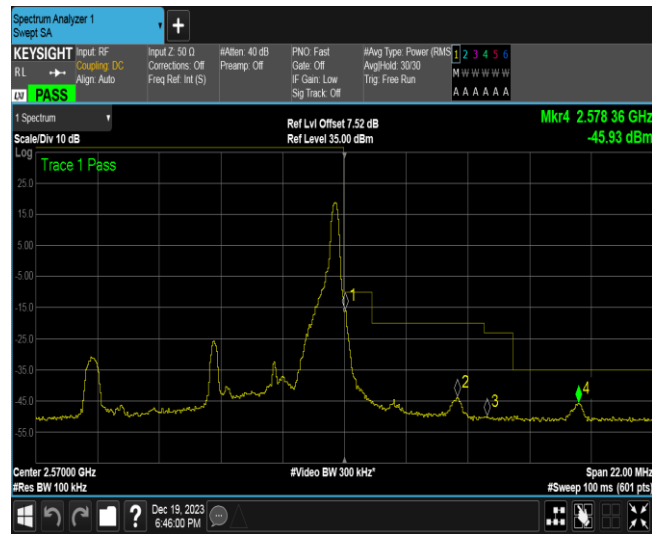 Spectrum Analyzer 1
Swept SA
+
KEYSIGHT
RL
LXI PASS
Input: RF
Coupling: DC
Align: Auto
Input Z: 50 Ω
Corrections: Off
Freq Ref: Int (S)
#Atten: 40 dB
Preamp: Off
PNO: Fast
Gate: Off
IF Gain: Low
Sig Track: Off
#Avg Type: Power (RMS
Avg|Hold: 30/30
Trig: Free Run
1 2 3 4 5 6
M W W W W W
A A A A A A
1 Spectrum
Scale/Div 10 dB
Ref Lvl Offset 7.52 dB
Ref Level 35.00 dBm
Mkr4 2.578 36 GHz
-45.93 dBm
Log
Trace 1 Pass
25.0
15.0
5.00
-5.00
-15.0
-25.0
-35.0
-45.0
-55.0
1
2
3
4
Center 2.57000 GHz
#Res BW 100 kHz
#Video BW 300 kHz*
Span 22.00 MHz
#Sweep 100 ms (601 pts)
?
Dec 19, 2023
6:46:00 PM